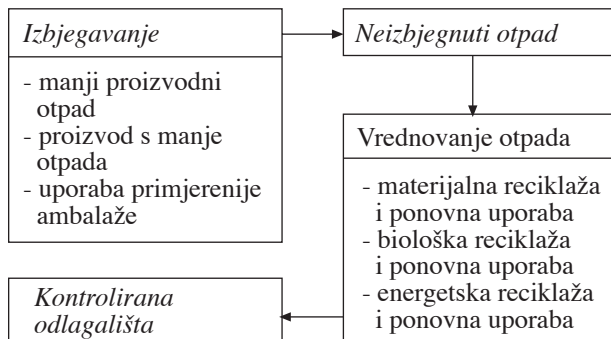 Izbjegavanje
- manji proizvodni
otpad
- proizvod s manje
otpada
- uporaba primjerenije
ambalaže
Neizbjegnuti otpad
Vrednovanje otpada
- materijalna reciklaža
i ponovna uporaba
- biološka reciklaža
i ponovna uporaba
- energetska reciklaža
i ponovna uporaba
Kontrolirana
odlagališta